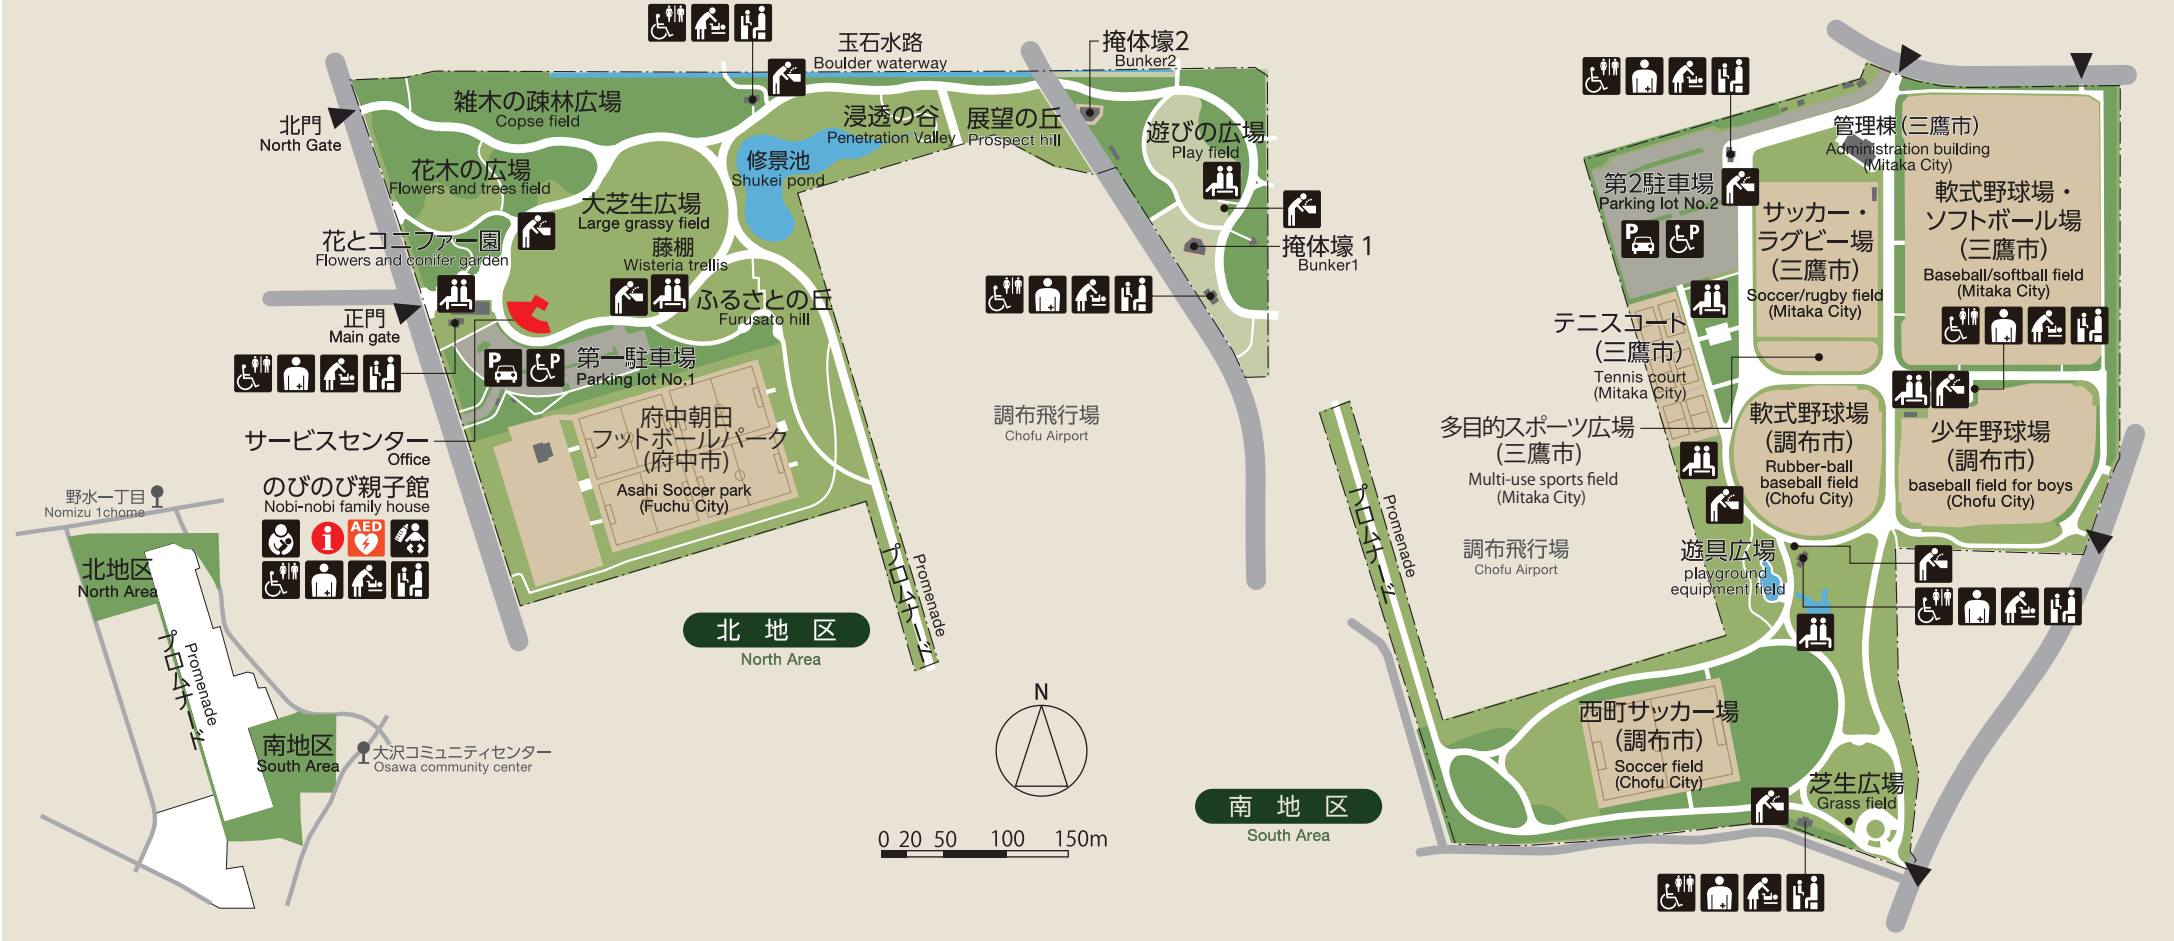 玉石水路
Boulder waterway
掩体壕2
Bunker2
雑木の疎林広場
Copse field
北門
North Gate
浸透の谷
Penetration Valley
展望の丘
Prospect hill
遊びの広場
Play field
花木の広場
Flowers and trees field
修景池
Shukei pond
大芝生広場
Large grassy field
花とコニファー園
Flowers and conifer garden
藤棚
Wisteria trellis
掩体壕 1
Bunker1
ふるさとの丘
Furusato hill
正門
Main gate
P
P
第一駐車場
Parking lot No.1
府中朝日
フットボールパーク
(府中市)
Asahi Soccer park
(Fuchu City)
サービスセンター
Office
のびのび親子館
Nobi-nobi family house
i
AED
調布飛行場
Chofu Airport
プロムナード
Promenade
北 地 区
North Area
野水一丁目
Nomizu 1chome
北地区
North Area
プロムナード
Promenade
南地区
South Area
大沢コミュニティセンター
Osawa community center
N
0 20 50 100 150m
管理棟(三鷹市)
Administration building
(Mitaka City)
第2駐車場
Parking lot No.2
P
P
サッカー・
ラグビー場
(三鷹市)
Soccer/rugby field
(Mitaka City)
軟式野球場・
ソフトボール場
(三鷹市)
Baseball/softball field
(Mitaka City)
テニスコート
(三鷹市)
Tennis court
(Mitaka City)
多目的スポーツ広場
(三鷹市)
Multi-use sports field
(Mitaka City)
軟式野球場
(調布市)
Rubber-ball
baseball field
(Chofu City)
少年野球場
(調布市)
baseball field for boys
(Chofu City)
プロムナード
Promenade
調布飛行場
Chofu Airport
遊具広場
playground
equipment field
西町サッカー場
(調布市)
Soccer field
(Chofu City)
芝生広場
Grass field
南 地 区
South Area